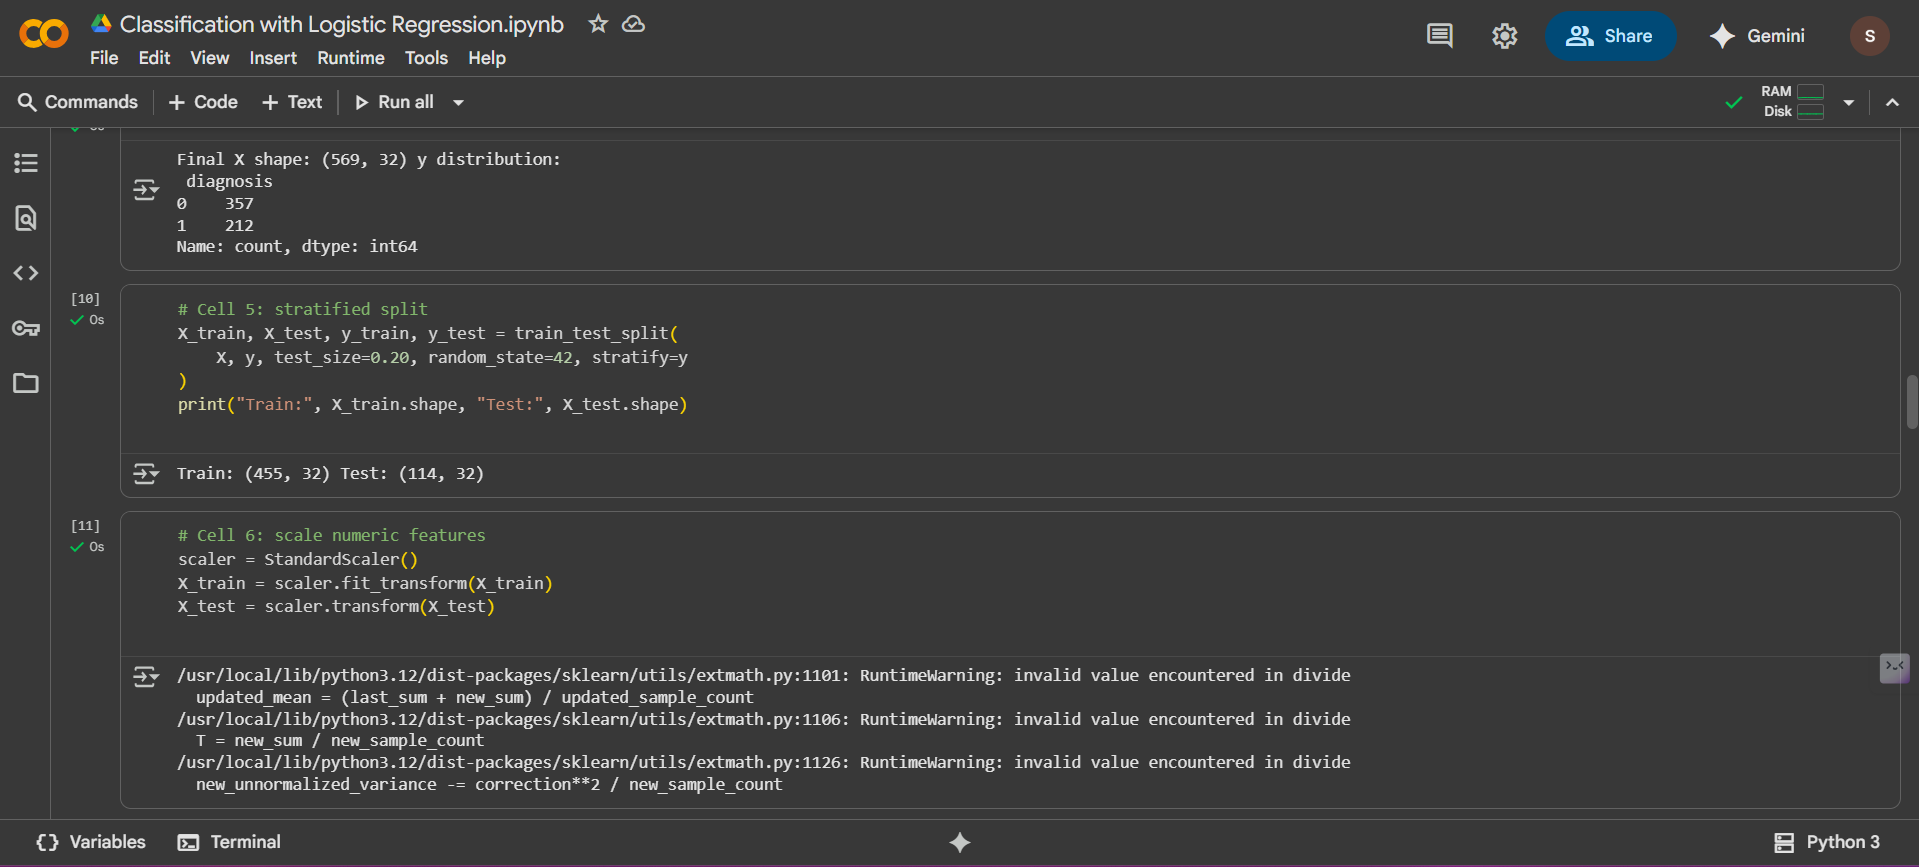 Classification with Logistic Regression.ipynb
File Edit View Insert Runtime Tools Help
Share
Gemini
S
Commands + Code + Text Run all
RAM
Disk
Final X shape: (569, 32) y distribution:
diagnosis
0    357
1    212
Name: count, dtype: int64
[10]
0s
# Cell 5: stratified split
X_train, X_test, y_train, y_test = train_test_split(
    X, y, test_size=0.20, random_state=42, stratify=y
)
print("Train:", X_train.shape, "Test:", X_test.shape)
Train: (455, 32) Test: (114, 32)
[11]
0s
# Cell 6: scale numeric features
scaler = StandardScaler()
X_train = scaler.fit_transform(X_train)
X_test = scaler.transform(X_test)
/usr/local/lib/python3.12/dist-packages/sklearn/utils/extmath.py:1101: RuntimeWarning: invalid value encountered in divide
  updated_mean = (last_sum + new_sum) / updated_sample_count
/usr/local/lib/python3.12/dist-packages/sklearn/utils/extmath.py:1106: RuntimeWarning: invalid value encountered in divide
  T = new_sum / new_sample_count
/usr/local/lib/python3.12/dist-packages/sklearn/utils/extmath.py:1126: RuntimeWarning: invalid value encountered in divide
  new_unnormalized_variance -= correction**2 / new_sample_count
Variables Terminal
Python 3